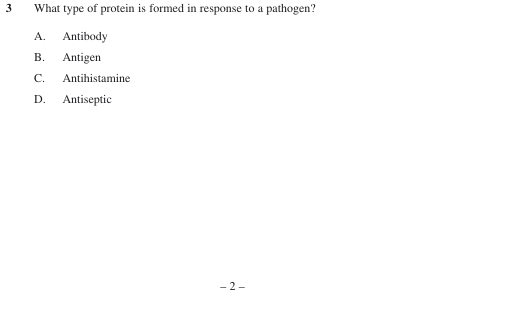 3 What type of protein is formed in response to a pathogen?
A. Antibody
B. Antigen
C. Antihistamine
D. Antiseptic
– 2 –